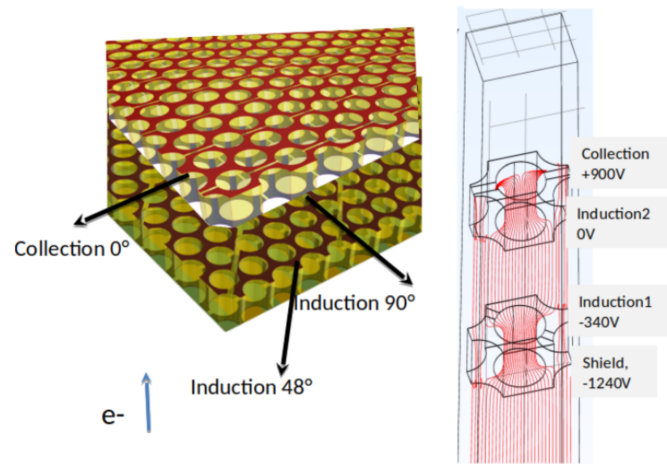 Collection 0°
Induction 90°
Induction 48°
e-
Collection
+900V
Induction2
0V
Induction1
-340V
Shield,
-1240V